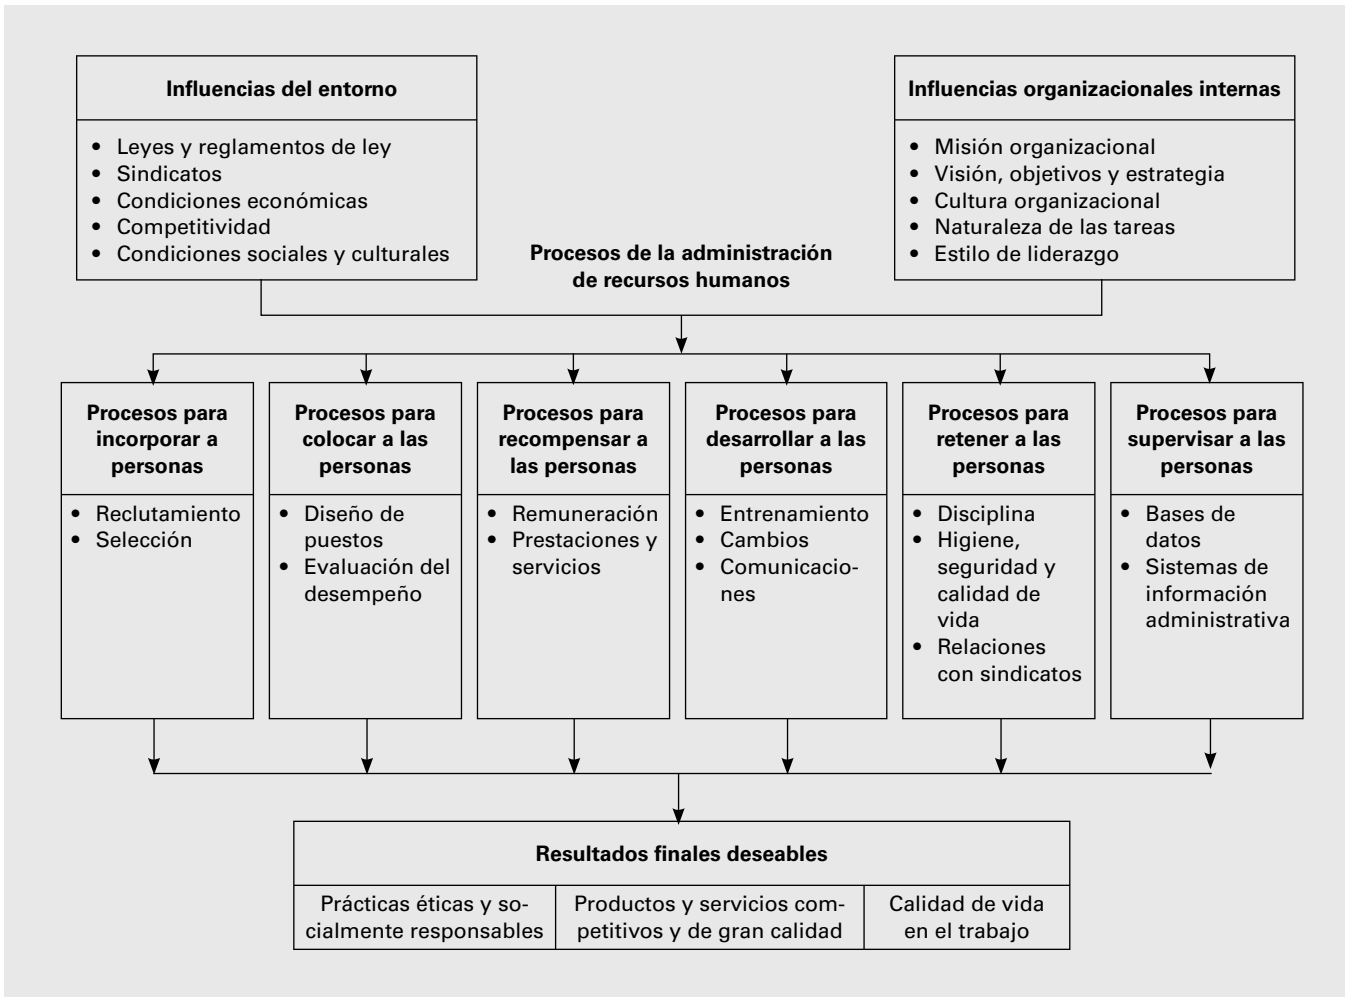 Influencias del entorno
• Leyes y reglamentos de ley
• Sindicatos
• Condiciones económicas
• Competitividad
• Condiciones sociales y culturales
Influencias organizacionales internas
• Misión organizacional
• Visión, objetivos y estrategia
• Cultura organizacional
• Naturaleza de las tareas
• Estilo de liderazgo
Procesos de la administración
de recursos humanos
Procesos para
incorporar a
personas
• Reclutamiento
• Selección
Procesos para
colocar a las
personas
• Diseño de
puestos
• Evaluación del
desempeño
Procesos para
recompensar a
las personas
• Remuneración
• Prestaciones y
servicios
Procesos para
desarrollar a las
personas
• Entrenamiento
• Cambios
• Comunicacio-
nes
Procesos para
retener a las
personas
• Disciplina
• Higiene,
seguridad y
calidad de
vida
• Relaciones
con sindicatos
Procesos para
supervisar a las
personas
• Bases de
datos
• Sistemas de
información
administrativa
Resultados finales deseables
Prácticas éticas y so-
cialmente responsables
Productos y servicios com-
petitivos y de gran calidad
Calidad de vida
en el trabajo